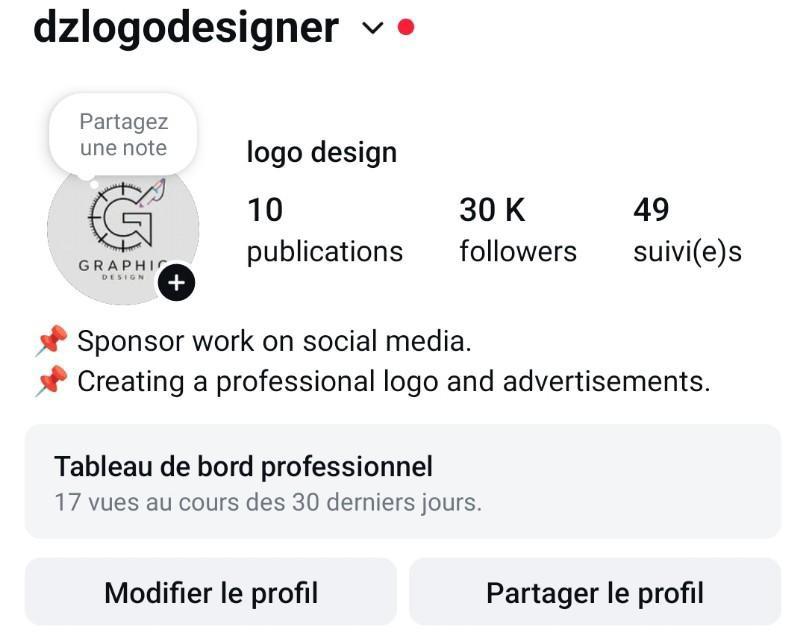 dzlogodesigner
Partagez
une note
logo design
10
publications
30 K
followers
49
suivi(e)s
GRAPHIC
DESIGN
📌 Sponsor work on social media.
📌 Creating a professional logo and advertisements.
Tableau de bord professionnel
17 vues au cours des 30 derniers jours.
Modifier le profil
Partager le profil